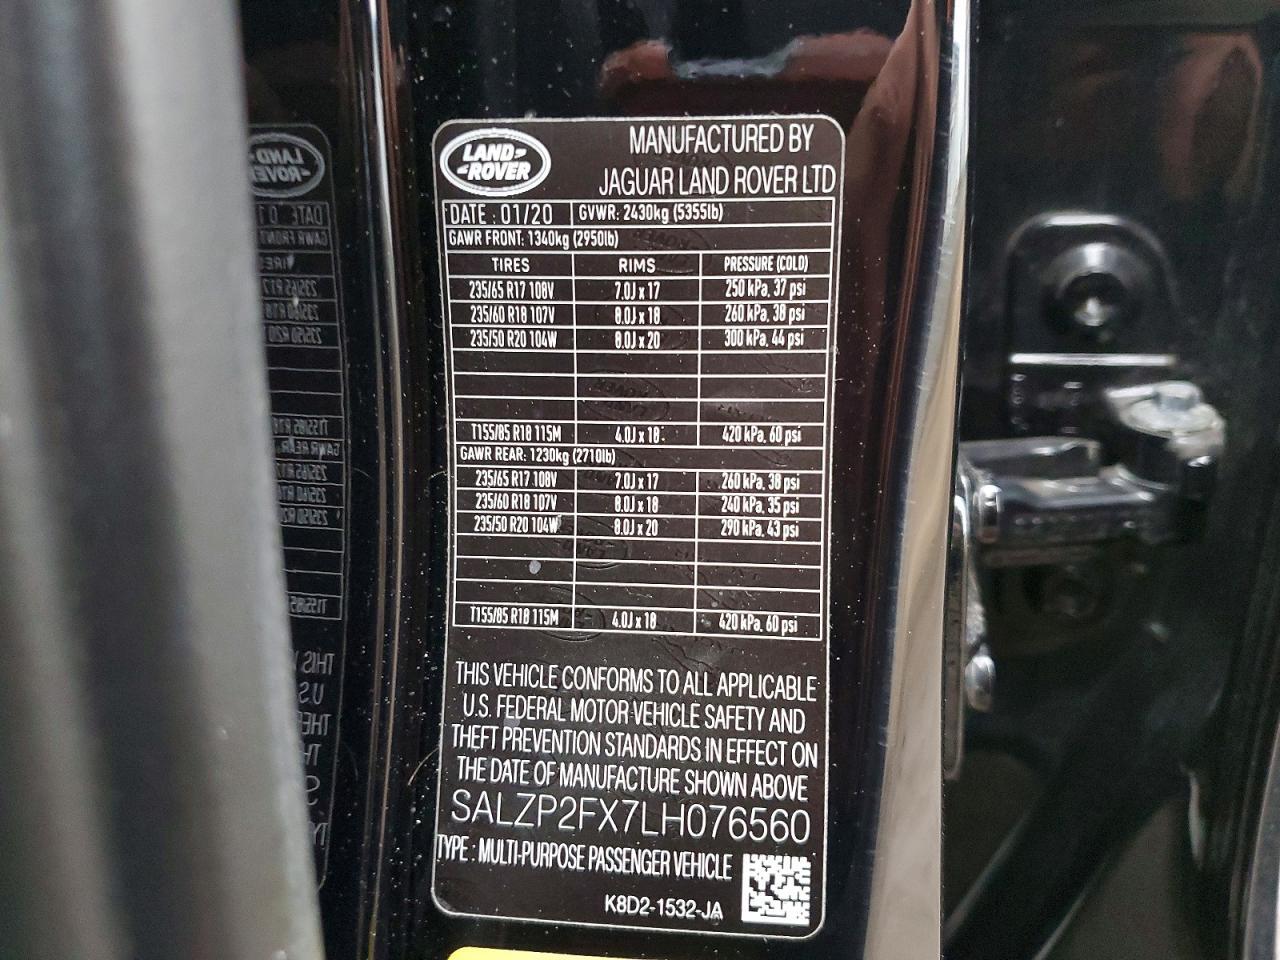 LAND-
-ROVER
MANUFACTURED BY
JAGUAR LAND ROVER LTD
DATE : 01/20 GVWR: 2430kg (5355lb)
GAWR FRONT: 1340kg (2950lb)
TIRES RIMS PRESSURE (COLD)
235/65 R17 108V 7.0J x 17 250 kPa, 37 psi
235/60 R18 107V 8.0J x 18 260 kPa, 38 psi
235/50 R20 104W 8.0J x 20 300 kPa, 44 psi
T155/85 R18 115M 4.0J x 18 420 kPa, 60 psi
GAWR REAR: 1230kg (2710lb)
235/65 R17 108V 7.0J x 17 260 kPa, 38 psi
235/60 R18 107V 8.0J x 18 240 kPa, 35 psi
235/50 R20 104W 8.0J x 20 290 kPa, 43 psi
T155/85 R18 115M 4.0J x 18 420 kPa, 60 psi
THIS VEHICLE CONFORMS TO ALL APPLICABLE
U.S. FEDERAL MOTOR VEHICLE SAFETY AND
THEFT PREVENTION STANDARDS IN EFFECT ON
THE DATE OF MANUFACTURE SHOWN ABOVE
SALZP2FX7LH076560
TYPE : MULTI-PURPOSE PASSENGER VEHICLE
K8D2-1532-JA